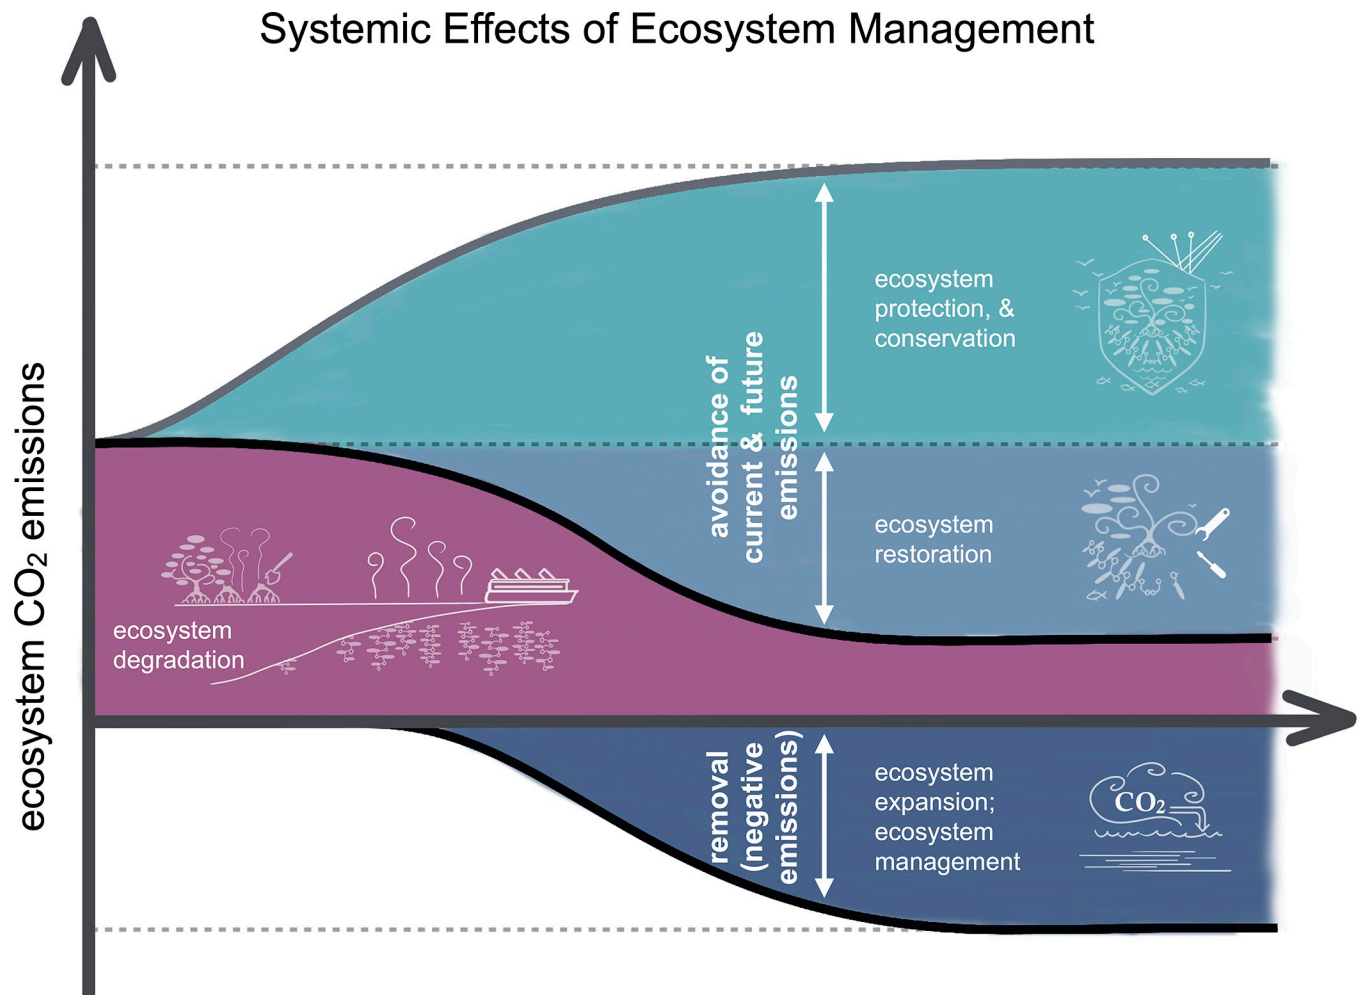 Systemic Effects of Ecosystem Management
ecosystem CO₂ emissions
ecosystem
protection, &
conservation
avoidance of
current & future
emissions
ecosystem
restoration
ecosystem
degradation
removal
(negative
emissions)
ecosystem
expansion;
ecosystem
management
CO₂